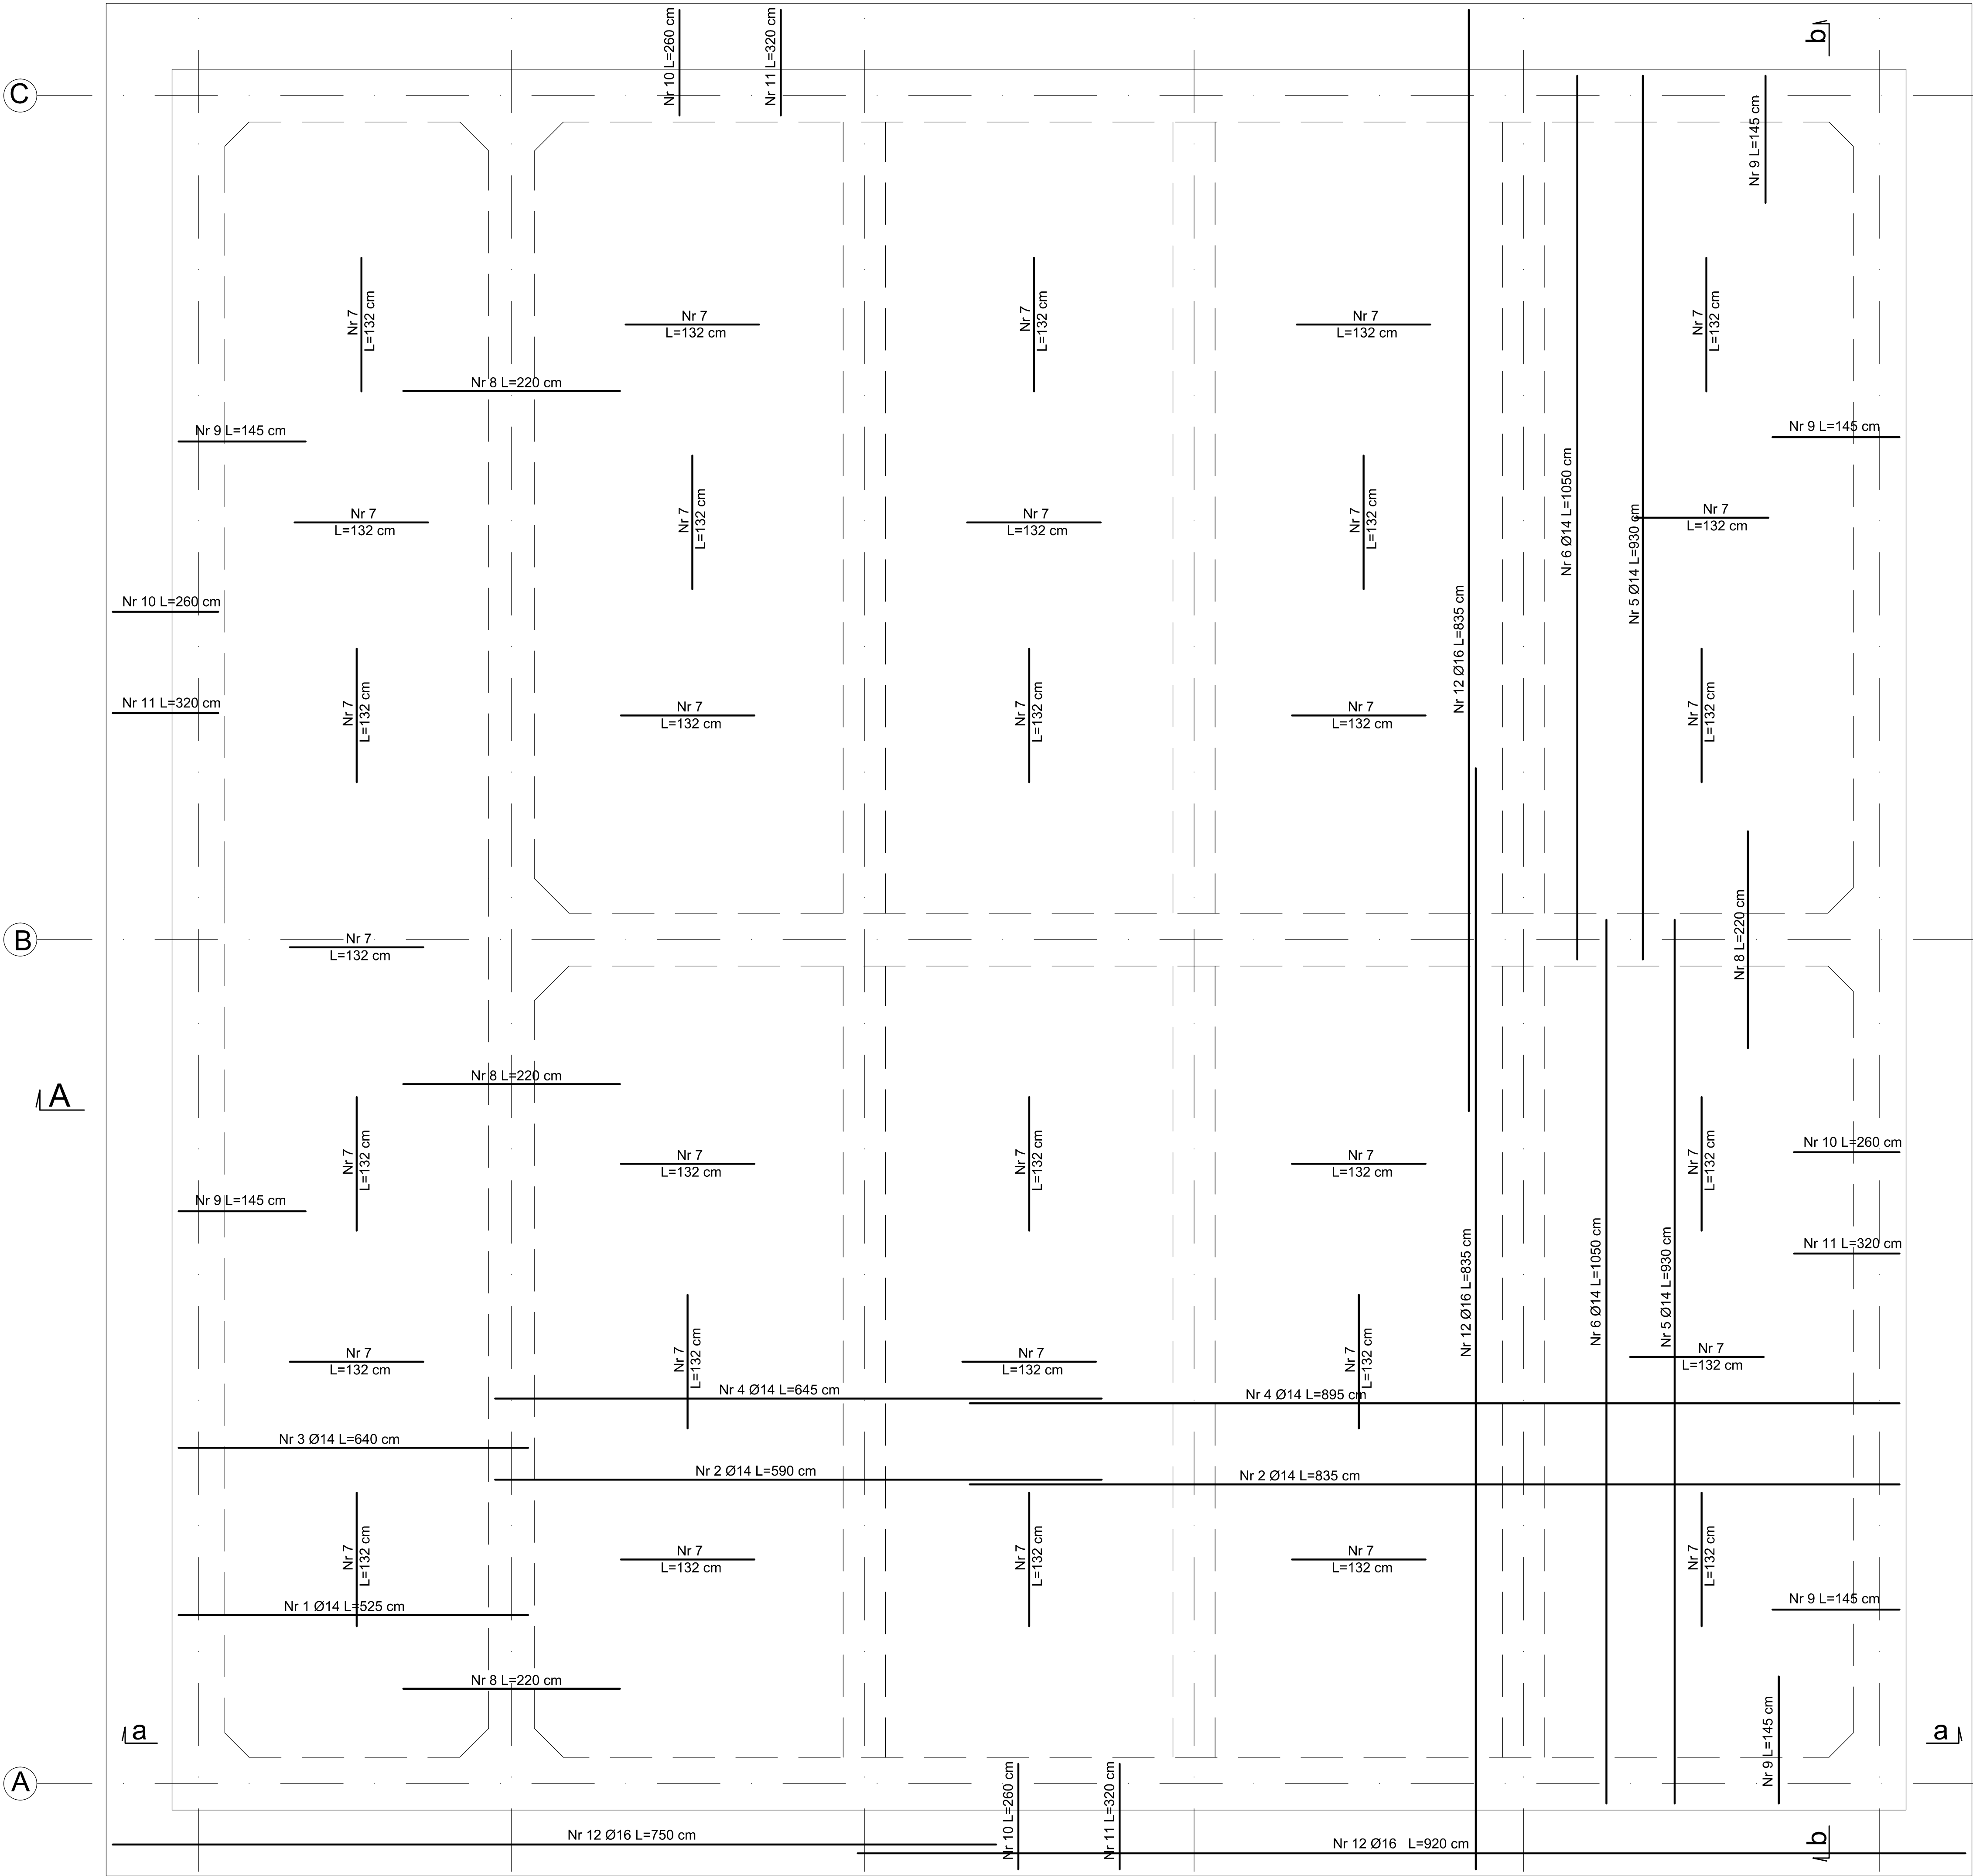 Nr 10 L=260 cm
Nr 11 L=320 cm
b
C
Nr 9 L=145 cm
Nr 7
L=132 cm
Nr 7
L=132 cm
Nr 7
L=132 cm
Nr 7
L=132 cm
Nr 7
L=132 cm
Nr 8 L=220 cm
Nr 9 L=145 cm
Nr 9 L=145 cm
Nr 6 Ø14 L=1050 cm
Nr 5 Ø14 L=930 cm
Nr 7
L=132 cm
Nr 7
L=132 cm
Nr 7
L=132 cm
Nr 7
L=132 cm
Nr 7
L=132 cm
Nr 10 L=260 cm
Nr 12 Ø16 L=835 cm
Nr 11 L=320 cm
Nr 7
L=132 cm
Nr 7
L=132 cm
Nr 7
L=132 cm
Nr 7
L=132 cm
Nr 7
L=132 cm
B
Nr 7
L=132 cm
Nr 8 L=220 cm
A
Nr 8 L=220 cm
Nr 7
L=132 cm
Nr 7
L=132 cm
Nr 7
L=132 cm
Nr 7
L=132 cm
Nr 7
L=132 cm
Nr 10 L=260 cm
Nr 9 L=145 cm
Nr 11 L=320 cm
Nr 12 Ø16 L=835 cm
Nr 6 Ø14 L=1050 cm
Nr 5 Ø14 L=930 cm
Nr 7
L=132 cm
Nr 7
L=132 cm
Nr 7
L=132 cm
Nr 7
L=132 cm
Nr 7
L=132 cm
Nr 4 Ø14 L=645 cm
Nr 4 Ø14 L=895 cm
Nr 3 Ø14 L=640 cm
Nr 2 Ø14 L=590 cm
Nr 2 Ø14 L=835 cm
Nr 7
L=132 cm
Nr 7
L=132 cm
Nr 7
L=132 cm
Nr 7
L=132 cm
Nr 7
L=132 cm
Nr 1 Ø14 L=525 cm
Nr 9 L=145 cm
Nr 8 L=220 cm
a
a
Nr 9 L=145 cm
A
Nr 10 L=260 cm
Nr 11 L=320 cm
Nr 12 Ø16 L=750 cm
Nr 12 Ø16 L=920 cm
b